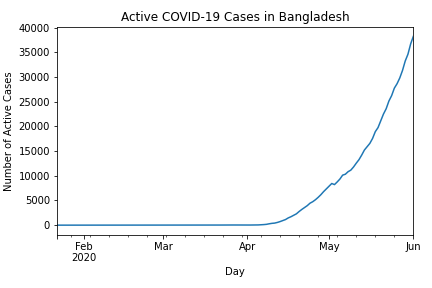 Active COVID-19 Cases in Bangladesh
40000
35000
30000
25000
20000
15000
10000
5000
0
Number of Active Cases
Feb
2020
Mar
Apr
May
Jun
Day